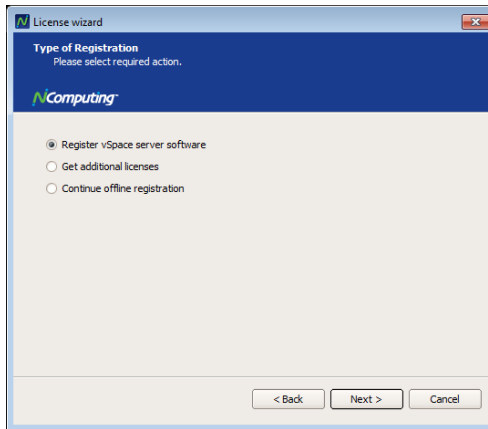 License wizard
Type of Registration
Please select required action.
NComputing
Register vSpace server software
Get additional licenses
Continue offline registration
< Back Next > Cancel